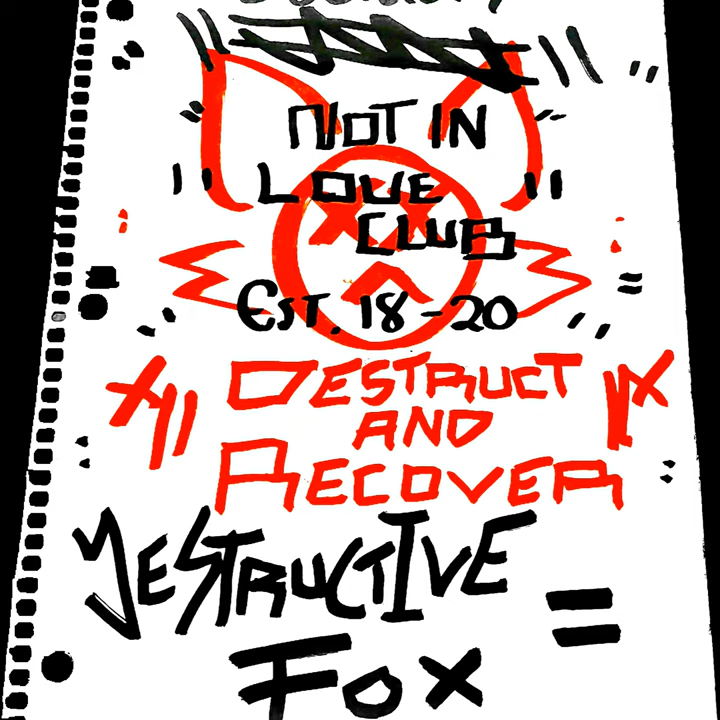 NOT IN
LOVE
CLUB
EST. 18-20
DESTRUCT
AND
RECOVER
DESTRUCTIVE
FOX